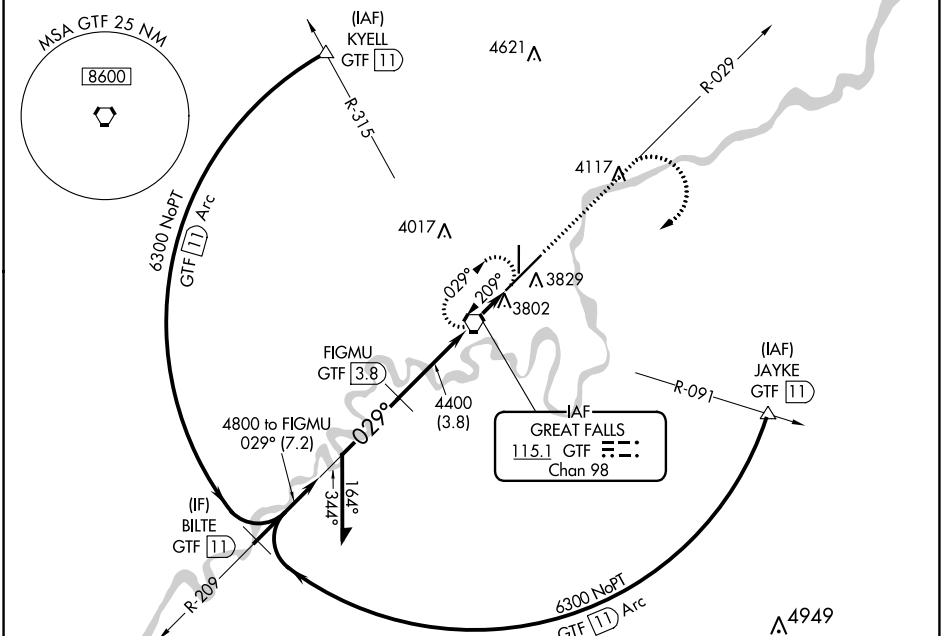 MSA GTF 25 NM
8600
(IAF)
KYELL
GTF 11
R-315
4621
R-029
4117
6300 NoPT
GTF 11 Arc
4017
029°
209°
3829
3802
FIGMU
GTF 3.8
4400
(3.8)
(IAF)
JAYKE
GTF 11
R-091
4800 to FIGMU
029° (7.2)
029°
IAF
GREAT FALLS
115.1 GTF
Chan 98
344°
164°
(IF)
BILTE
GTF 11
R-209
6300 NoPT
GTF 11 Arc
4949